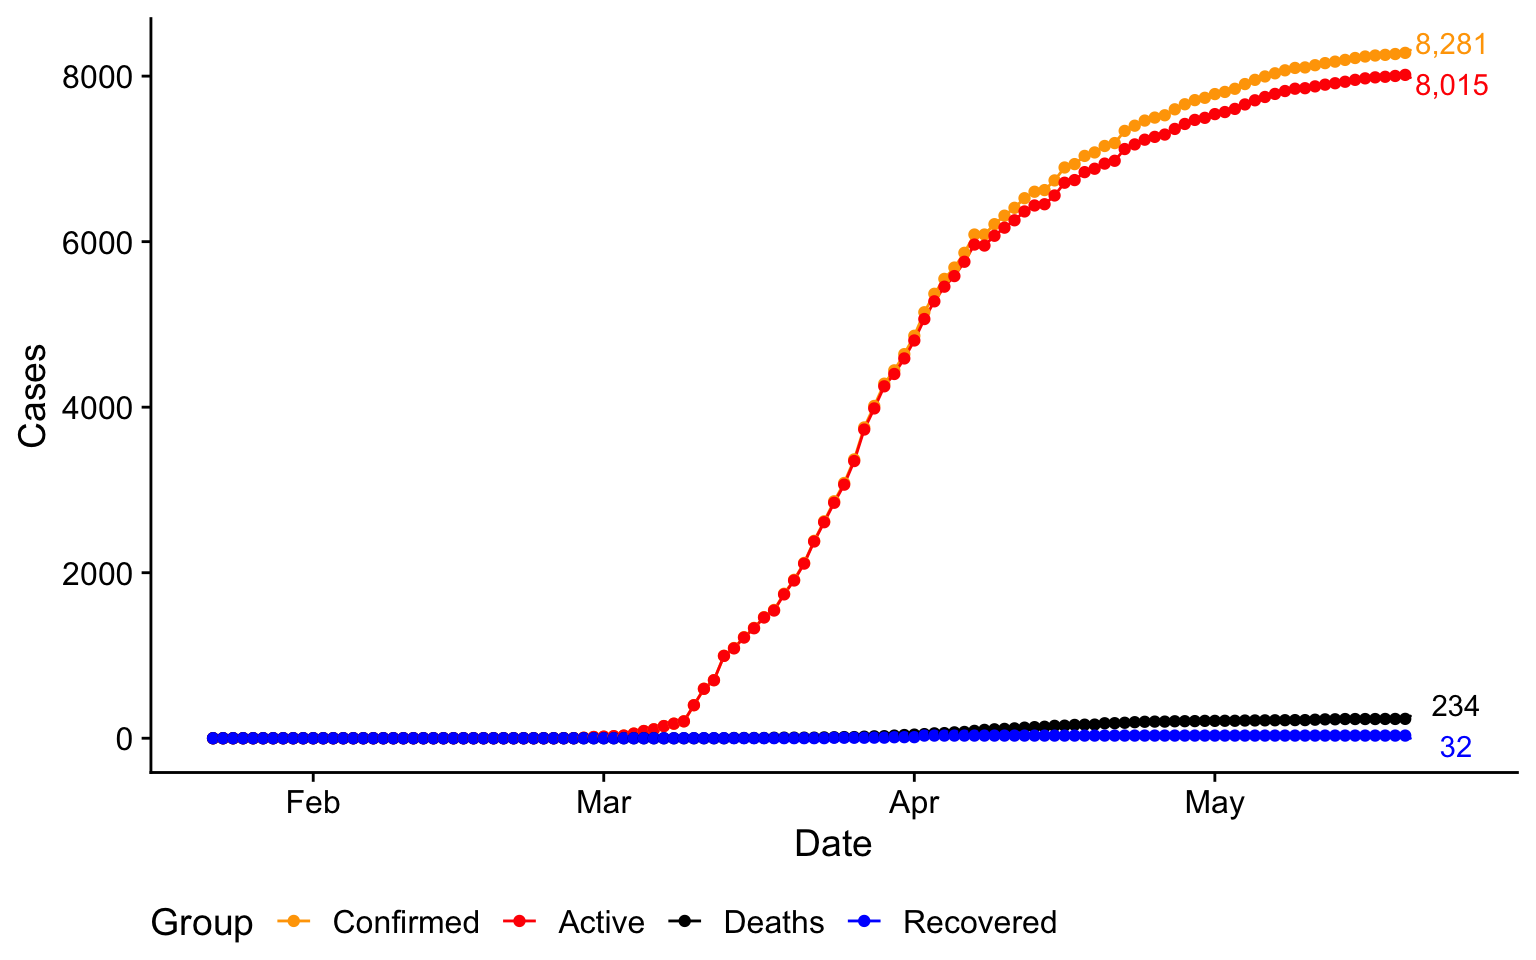 8,281
8,015
8000
6000
4000
2000
0
Cases
234
32
Feb Mar Apr May
Date
Group Confirmed Active Deaths Recovered